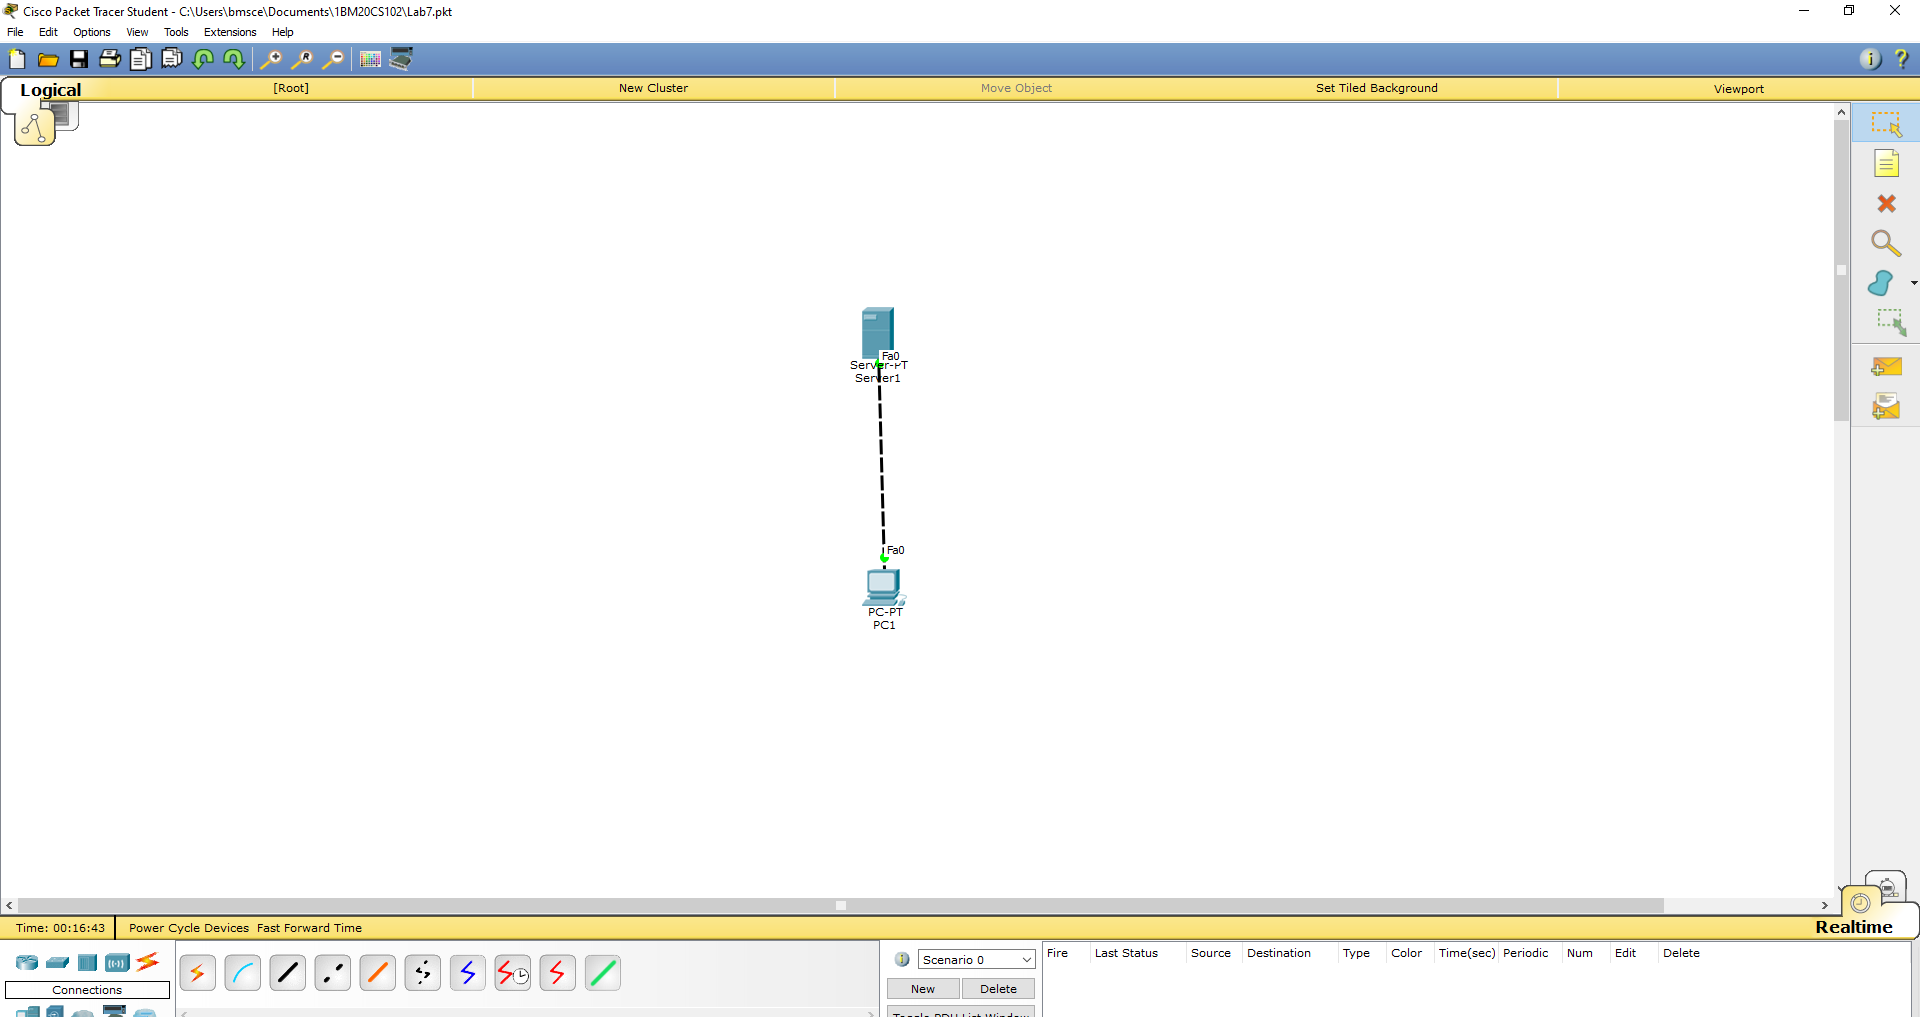 Cisco Packet Tracer Student - C:\Users\bmsce\Documents\1BM20CS102\Lab7.pkt
File Edit Options View Tools Extensions Help
Logical [Root] New Cluster Move Object Set Tiled Background Viewport
Fa0
Server-PT
Server1
Fa0
PC-PT
PC1
Time: 00:16:43 Power Cycle Devices Fast Forward Time Realtime
Scenario 0 Fire Last Status Source Destination Type Color Time(sec) Periodic Num Edit Delete
Connections New Delete
Toggle PDU List Window